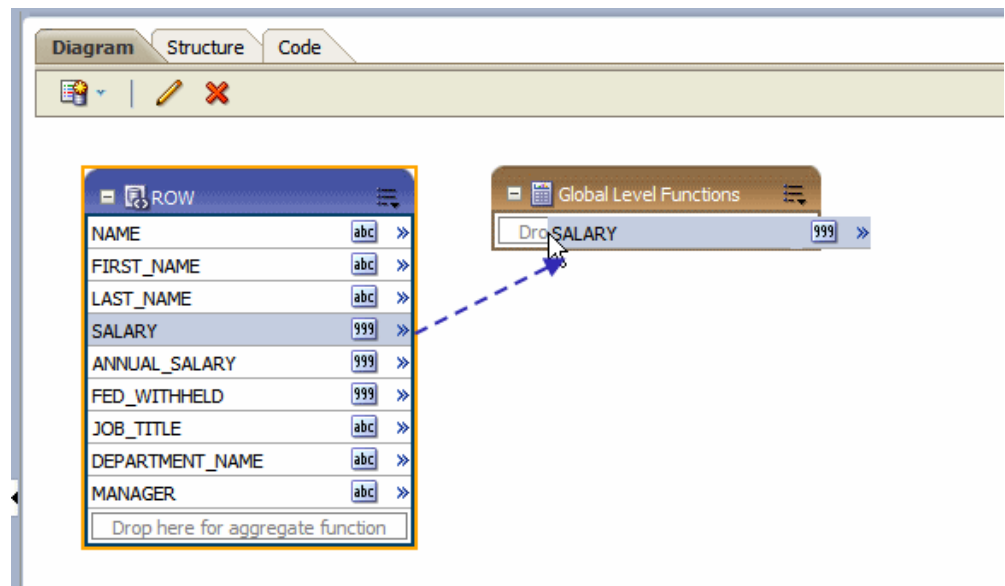 Diagram Structure Code
ROW
NAME abc
FIRST_NAME abc
LAST_NAME abc
SALARY 999
ANNUAL_SALARY 999
FED_WITHHELD 999
JOB_TITLE abc
DEPARTMENT_NAME abc
MANAGER abc
Drop here for aggregate function
Global Level Functions
Dro SALARY 999